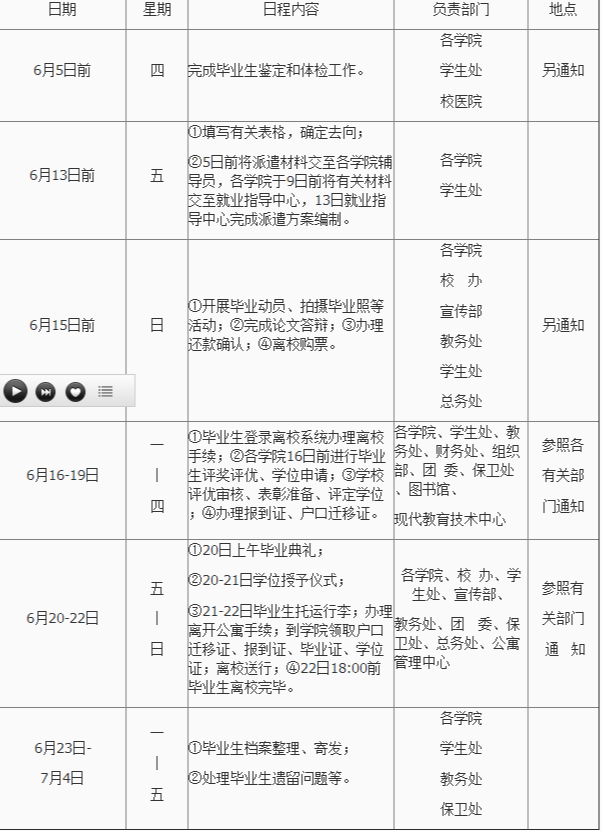 日期
星期
日程内容
负责部门
地点
6月5日前
四
完成毕业生鉴定和体检工作。
各学院
学生处
校医院
另通知
6月13日前
五
①填写有关表格，确定去向；
②5日前将派遣材料交至各学院辅
导员，各学院于9日前将有关材料
交至就业指导中心，13日就业指
导中心完成派遣方案编制。
各学院
学生处
6月15日前
日
①开展毕业动员、拍摄毕业照等
活动；②完成论文答辩；③办理
还款确认；④离校购票。
各学院
校 办
宣传部
教务处
学生处
总务处
另通知
6月16-19日
一
|
四
①毕业生登录离校系统办理离校
手续；②各学院16日前进行毕业
生评奖评优、学位申请；③学校
评优审核、表彰准备、评定学位
；④办理报到证、户口迁移证。
各学院、学生处、教
务处、财务处、组织
部、团 委、保卫处
、图书馆、
现代教育技术中心
参照各
有关部
门通知
6月20-22日
五
|
日
①20日上午毕业典礼；
②20-21日学位授予仪式；
③21-22日毕业生托运行李；办理
离开公寓手续；到学院领取户口
迁移证、报到证、毕业证、学位
证；离校送行；④22日18:00前
毕业生离校完毕。
各学院、校 办、学
生处、宣传部、
教务处、团 委、保
卫处、总务处、公寓
管理中心
参照有
关部门
通 知
6月23日-
7月4日
一
|
五
①毕业生档案整理、寄发；
②处理毕业生遗留问题等。
各学院
学生处
教务处
保卫处